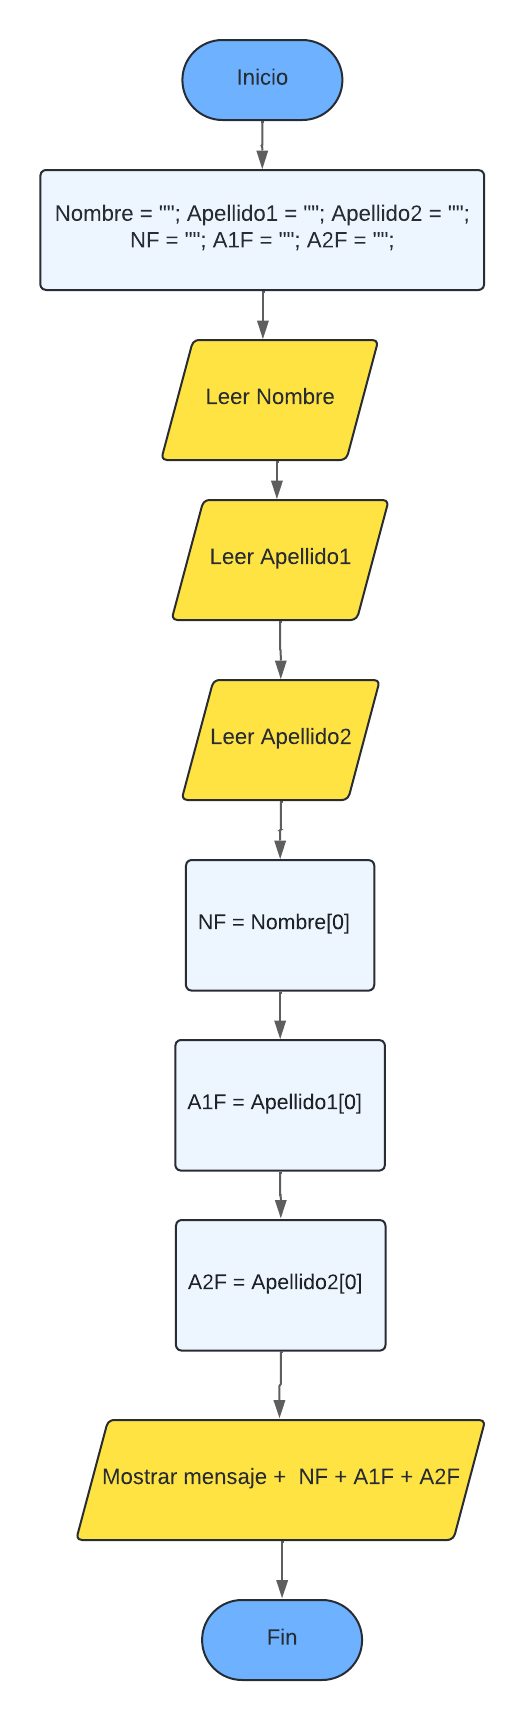 Inicio
Nombre = ""; Apellido1 = ""; Apellido2 = "";
NF = ""; A1F = ""; A2F = "";
Leer Nombre
Leer Apellido1
Leer Apellido2
NF = Nombre[0]
A1F = Apellido1[0]
A2F = Apellido2[0]
Mostrar mensaje +  NF + A1F + A2F
Fin